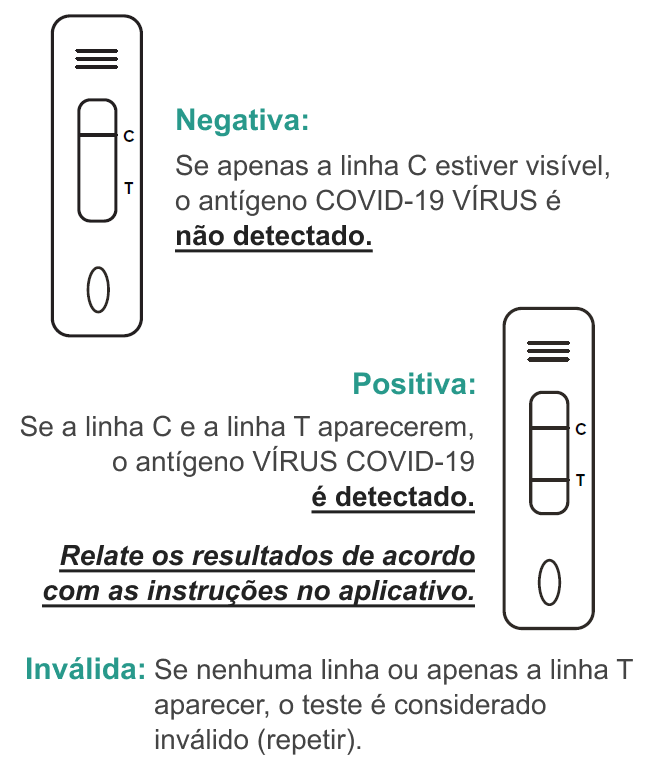 C
T
Negativa:
Se apenas a linha C estiver visível,
o antígeno COVID-19 VÍRUS é
não detectado.
Positiva:
Se a linha C e a linha T aparecerem,
o antígeno VÍRUS COVID-19
é detectado.
C
T
Relate os resultados de acordo
com as instruções no aplicativo.
Inválida: Se nenhuma linha ou apenas a linha T
aparecer, o teste é considerado
inválido (repetir).